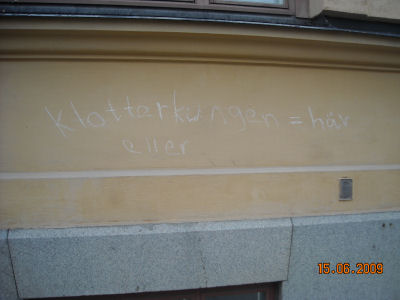 klotterkungen = här
eller
15.06.2009